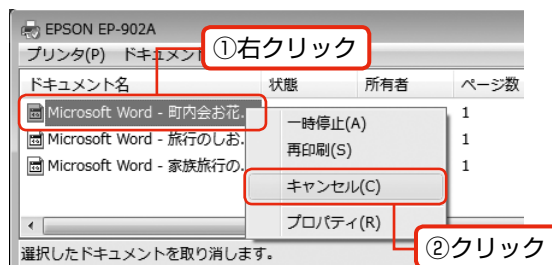 EPSON EP-902A
プリンタ(P) ドキュメン
①右クリック
ドキュメント名 状態 所有者 ページ数
Microsoft Word - 町内会お花... 1
Microsoft Word - 旅行のしお... 1
Microsoft Word - 家族旅行の... 1
一時停止(A)
再印刷(S)
キャンセル(C)
プロパティ(R)
②クリック
選択したドキュメントを取り消します。